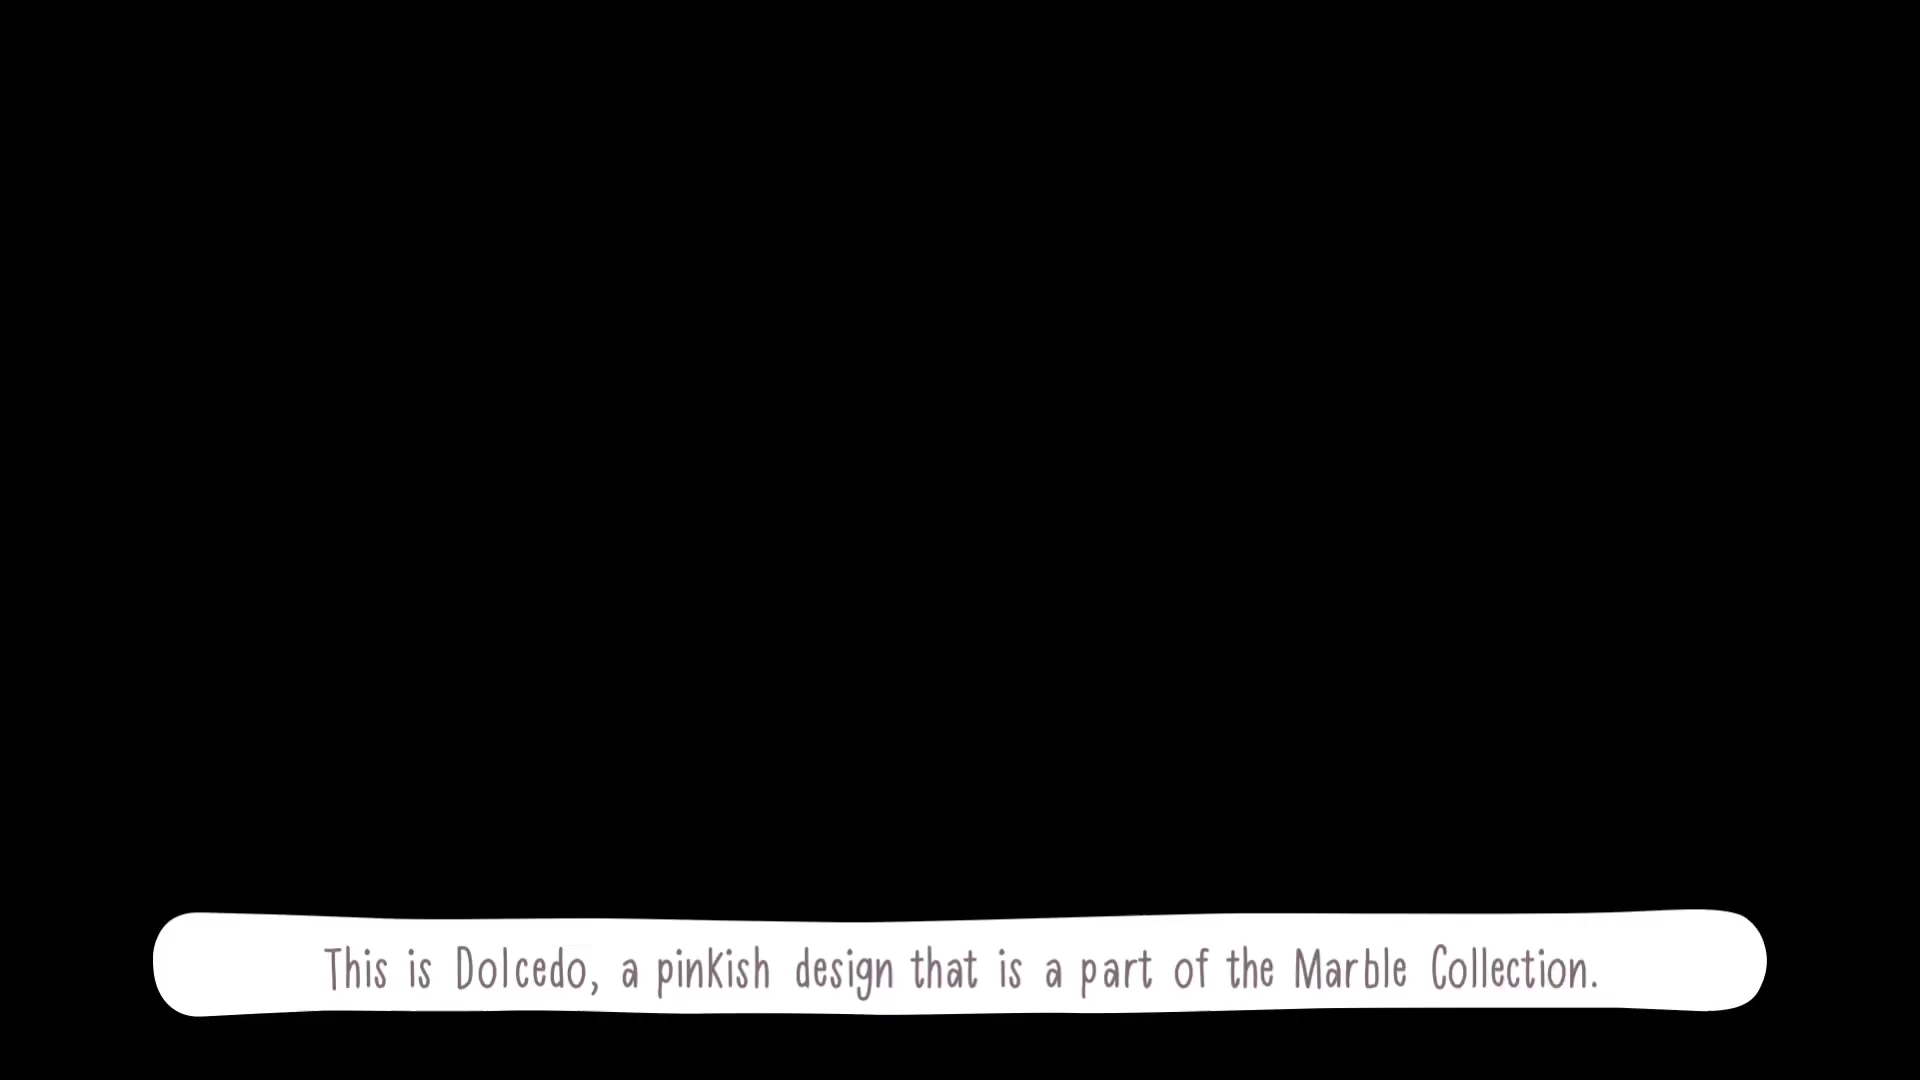 This is Dolcedo, a pinkish design that is a part of the Marble Collection.